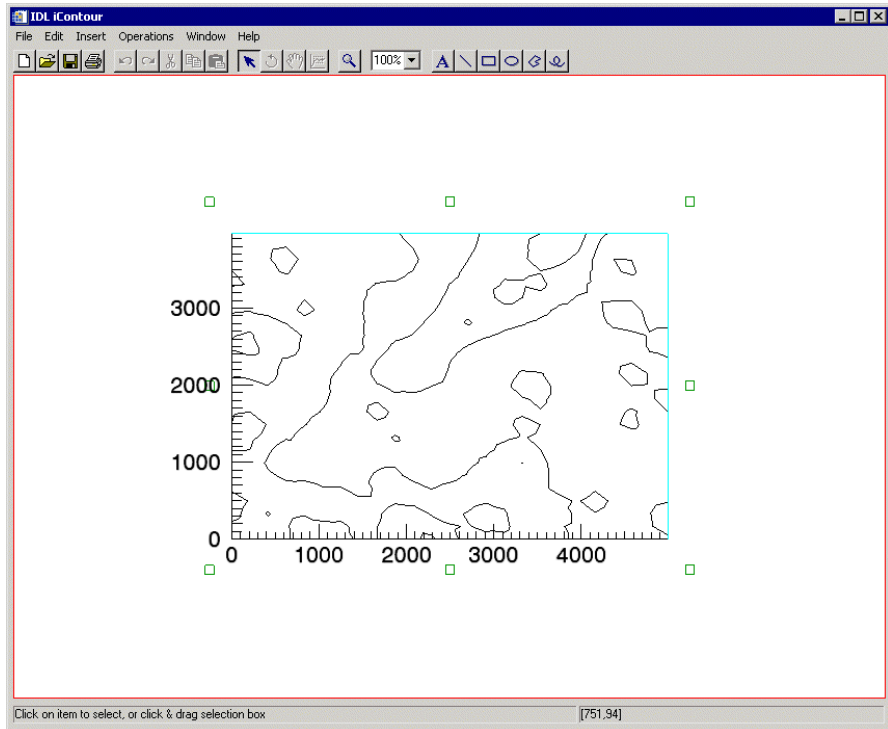 IDL iContour
File Edit Insert Operations Window Help
100% A
3000
2000
1000
0
0 1000 2000 3000 4000
Click on item to select, or click & drag selection box [751,94]